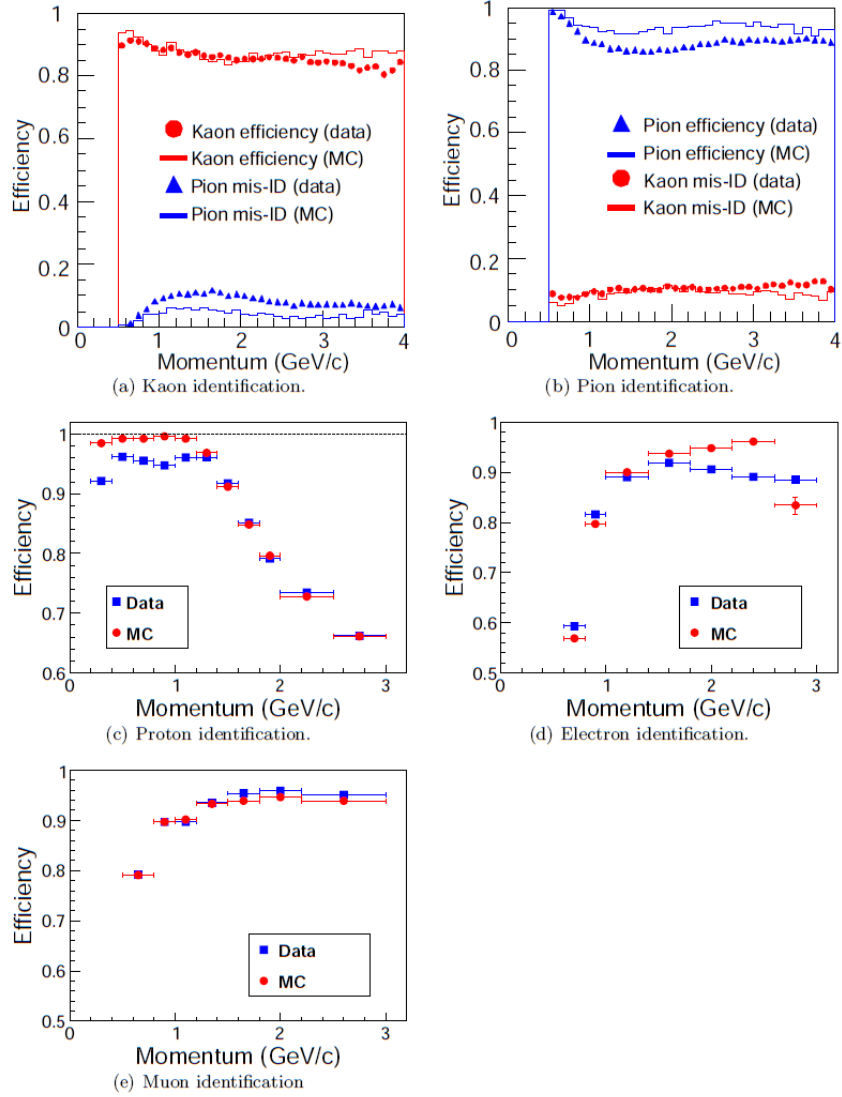 1
0.8
0.6
0.4
0.2
0
Efficiency
Kaon efficiency (data)
Kaon efficiency (MC)
Pion mis-ID (data)
Pion mis-ID (MC)
0 1 2 3 4
Momentum (GeV/c)
(a) Kaon identification.
1
0.8
0.6
0.4
0.2
0
Efficiency
Pion efficiency (data)
Pion efficiency (MC)
Kaon mis-ID (data)
Kaon mis-ID (MC)
0 1 2 3 4
Momentum (GeV/c)
(b) Pion identification.
1
0.9
0.8
0.7
0.6
Efficiency
Data
MC
0 1 2 3
Momentum (GeV/c)
(c) Proton identification.
1
0.9
0.8
0.7
0.6
0.5
Efficiency
Data
MC
0 1 2 3
Momentum (GeV/c)
(d) Electron identification.
1
0.9
0.8
0.7
0.6
0.5
Efficiency
Data
MC
0 1 2 3
Momentum (GeV/c)
(e) Muon identification